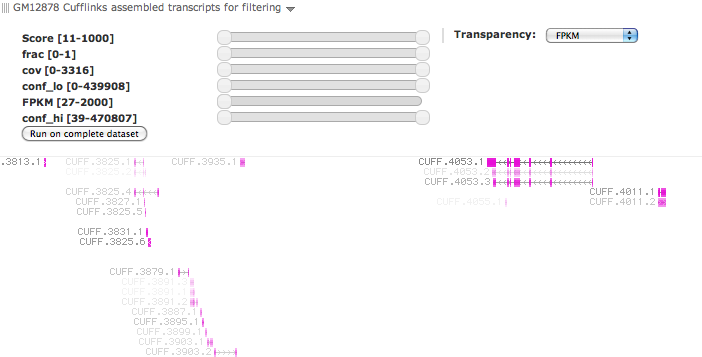 GM12878 Cufflinks assembled transcripts for filtering
Score [11-1000]
frac [0-1]
cov [0-3316]
conf_lo [0-439908]
FPKM [27-2000]
conf_hi [39-470807]
Run on complete dataset
Transparency: FPKM
.3813.1 CUFF.3825.1 CUFF.3935.1 CUFF.4053.1
CUFF.3825. CUFF.4053.2
CUFF.4053.3
CUFF.3825.4 CUFF.4011.1
CUFF.3827.1 CUFF.4055.1 CUFF.4011.2
CUFF.3825.5
CUFF.3831.1
CUFF.3825.6
CUFF.3879.1
CUFF.3891.3
CUFF.3891.1
CUFF.3891.2
CUFF.3887.1
CUFF.3895.1
CUFF.3899.1
CUFF.3903.1
CUFF.3903.2